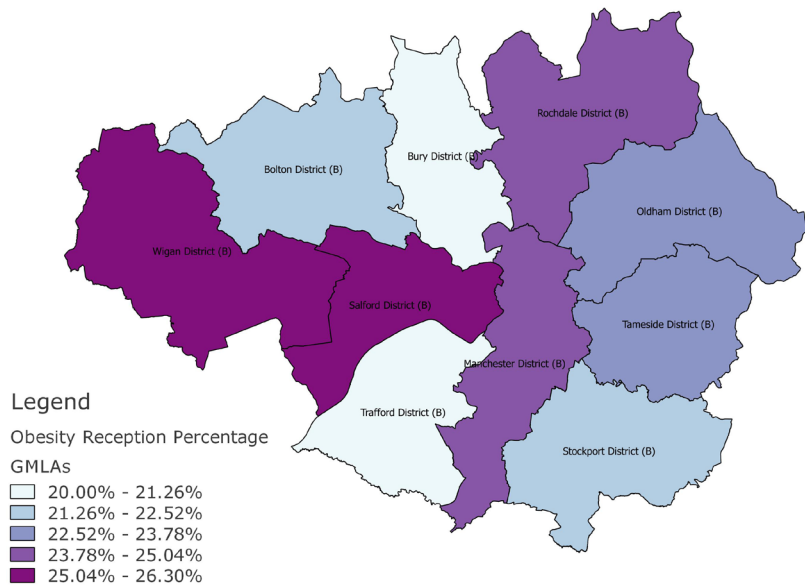 Rochdale District (B)
Bury District (B)
Bolton District (B)
Oldham District (B)
Wigan District (B)
Salford District (B)
Tameside District (B)
Manchester District (B)
Trafford District (B)
Stockport District (B)
Legend
Obesity Reception Percentage
GMLAs
20.00% - 21.26%
21.26% - 22.52%
22.52% - 23.78%
23.78% - 25.04%
25.04% - 26.30%